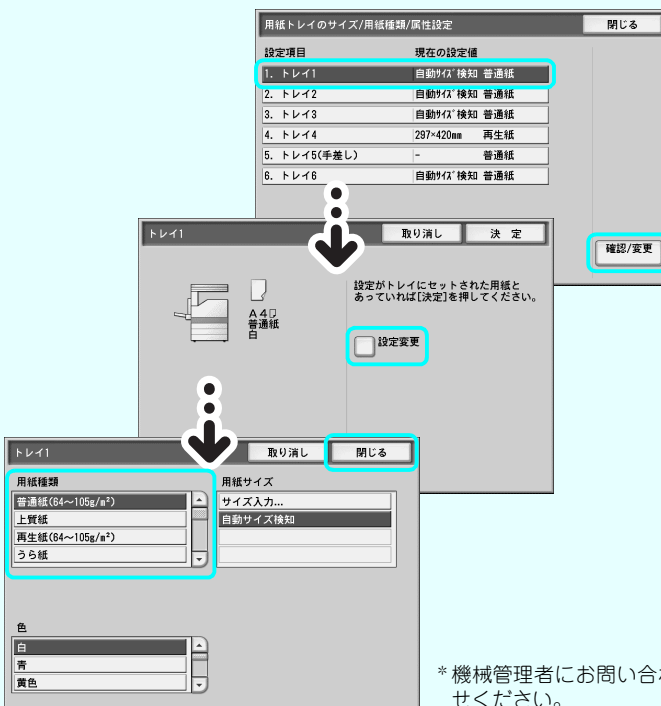 用紙トレイのサイズ/用紙種類/属性設定 閉じる
設定項目 現在の設定値
1. トレイ1 自動ｻｲｽﾞ検知 普通紙
2. トレイ2 自動ｻｲｽﾞ検知 普通紙
3. トレイ3 自動ｻｲｽﾞ検知 普通紙
4. トレイ4 297×420mm 再生紙
5. トレイ5(手差し) - 普通紙
6. トレイ6 自動ｻｲｽﾞ検知 普通紙
確認/変更
トレイ1 取り消し 決 定
設定がトレイにセットされた用紙と
あっていれば[決定]を押してください。
A4
普通紙
白
設定変更
トレイ1 取り消し 閉じる
用紙種類 用紙サイズ
普通紙(64～105g/m²) サイズ入力...
上質紙 自動サイズ検知
再生紙(64～105g/m²)
うら紙
色
白
青
黄色
*機械管理者にお問い合わ
せください。